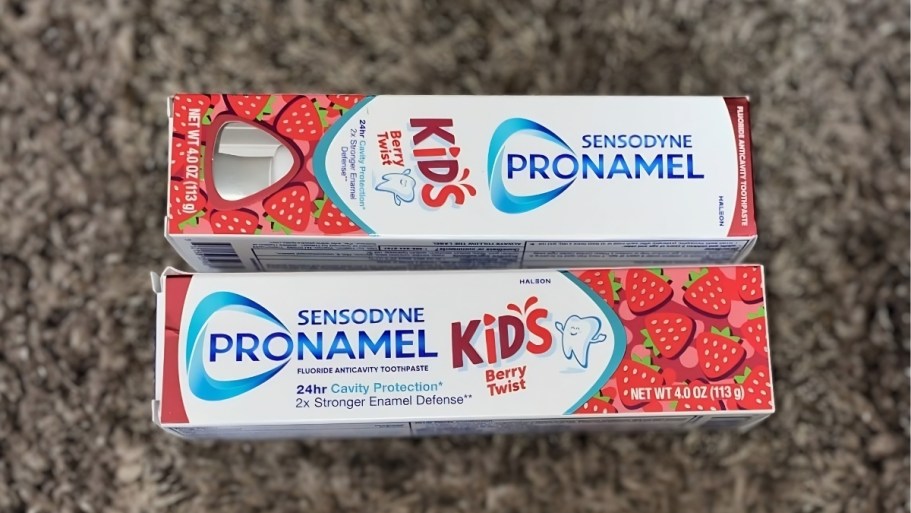 NET WT 4.0 OZ (113 g)
24hr Cavity Protection*
2x Stronger Enamel
Defense**
Berry
Twist
KiDS
SENSODYNE
PRONAMEL
FLUORIDE ANTICAVITY TOOTHPASTE
HALEON
HALEON
SENSODYNE
PRONAMEL
KiDS
FLUORIDE ANTICAVITY TOOTHPASTE
Berry
Twist
24hr Cavity Protection*
2x Stronger Enamel Defense**
NET WT 4.0 OZ (113 g)